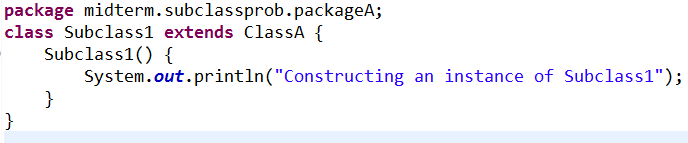 package midterm.subclassprob.packageA;
class Subclass1 extends ClassA {
    Subclass1() {
        System.out.println("Constructing an instance of Subclass1");
    }
}